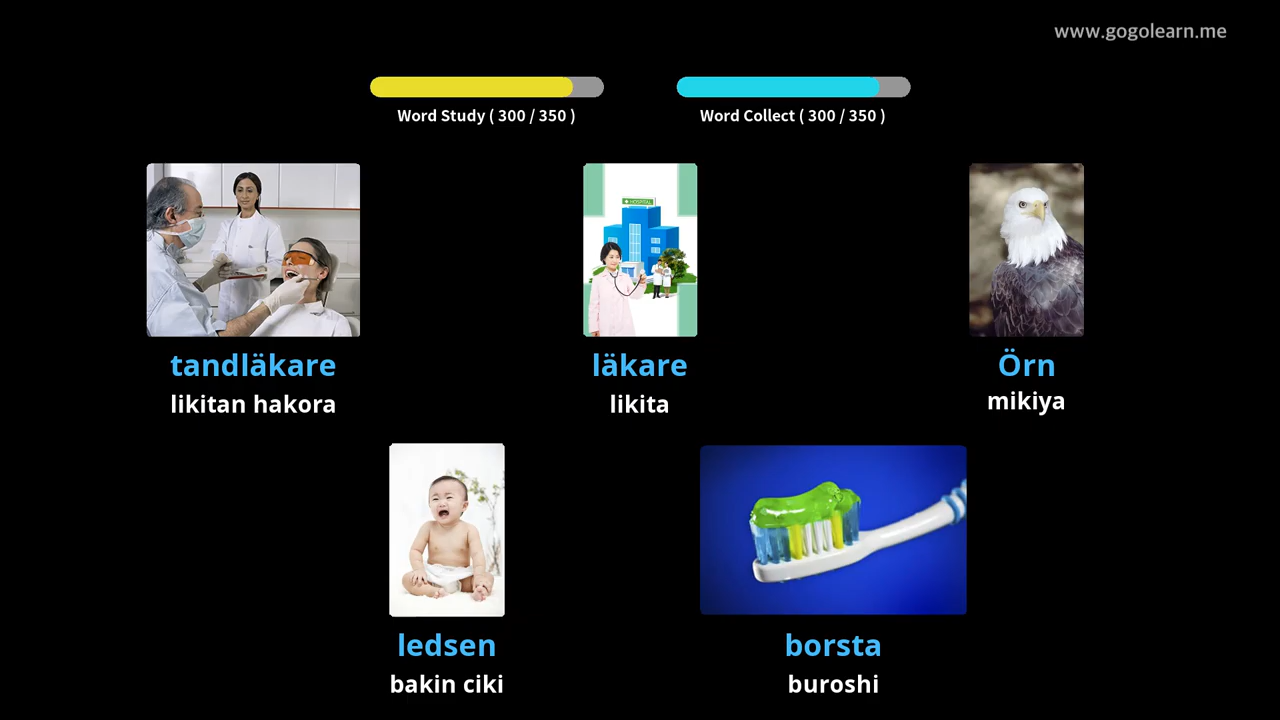 www.gogolearn.me
Word Study ( 300 / 350 )
Word Collect ( 300 / 350 )
HOSPITAL
tandläkare
likitan hakora
läkare
likita
Örn
mikiya
ledsen
bakin ciki
borsta
buroshi